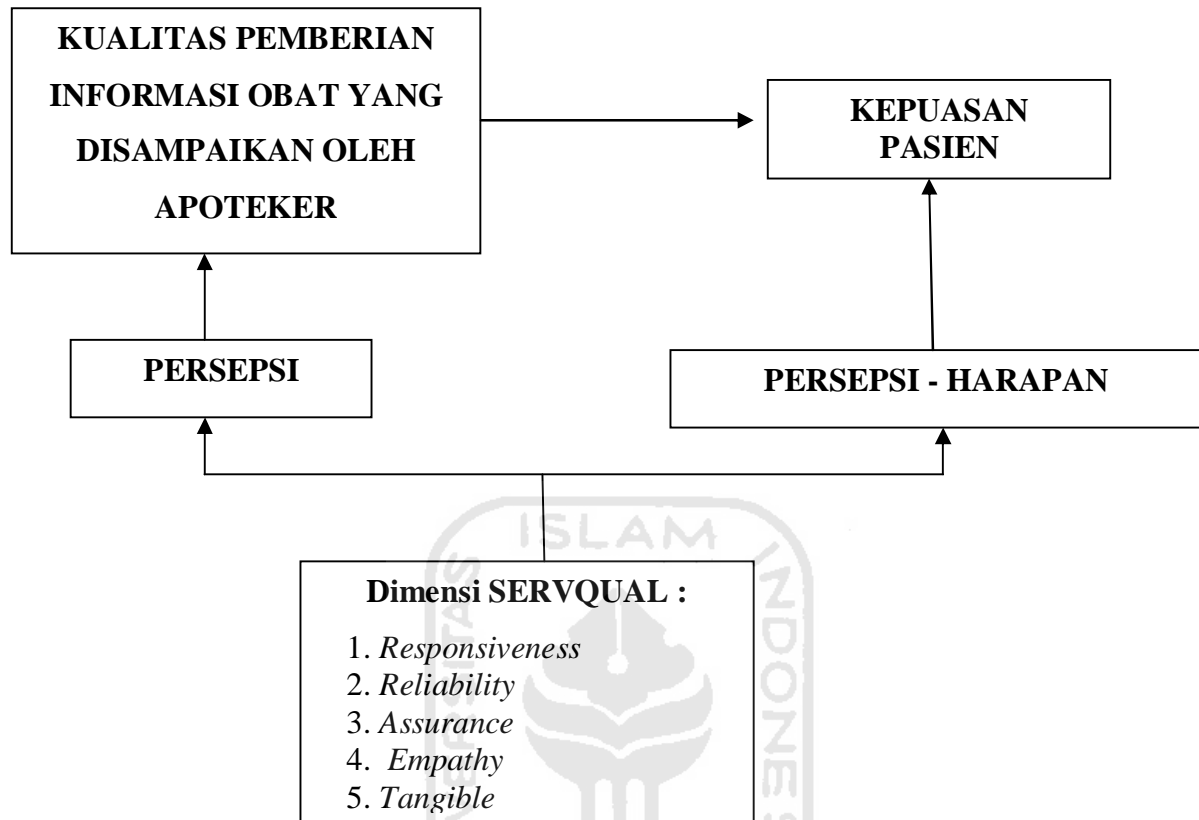 KUALITAS PEMBERIAN
INFORMASI OBAT YANG
DISAMPAIKAN OLEH
APOTEKER
KEPUASAN
PASIEN
PERSEPSI
PERSEPSI - HARAPAN
ISLAM
INDONES
Dimensi SERVQUAL :
1. Responsiveness
2. Reliability
3. Assurance
4. Empathy
5. Tangible